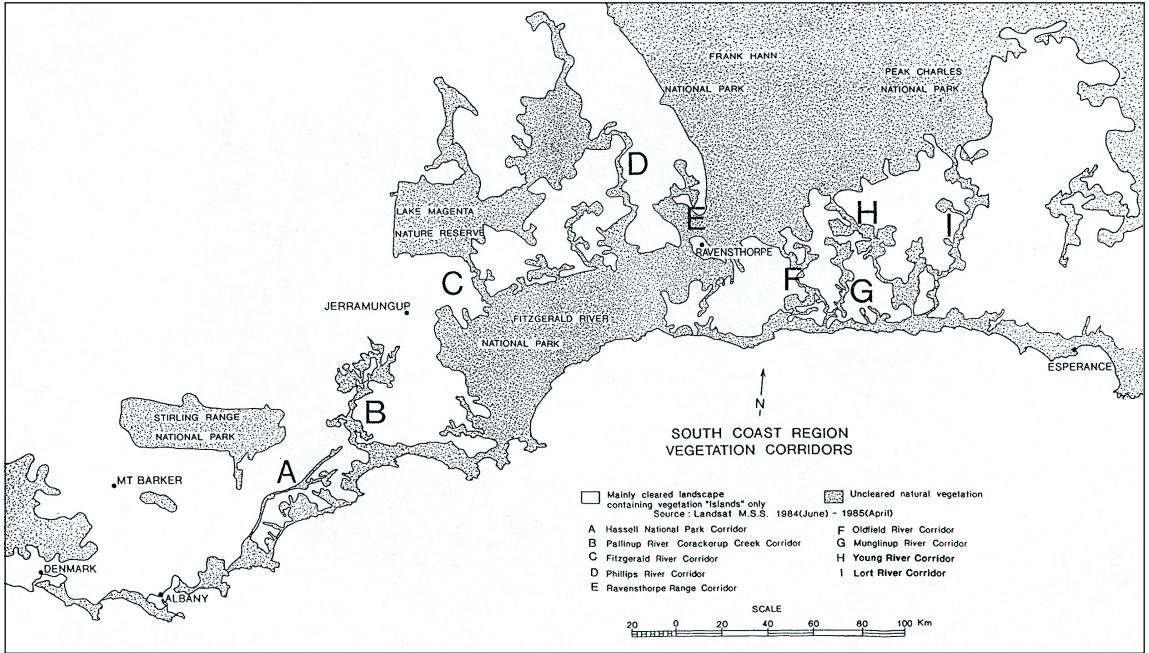 FRANK HANN
NATIONAL PARK
PEAK CHARLES
NATIONAL PARK
D
LAKE MAGENTA
NATURE RESERVE
E
H
I
RAVENSTHORPE
C
F
G
JERRAMUNGUP
FITZGERALD RIVER
NATIONAL PARK
ESPERANCE
B
STIRLING RANGE
NATIONAL PARK
N
A
MT BARKER
DENMARK
ALBANY
SOUTH COAST REGION
VEGETATION CORRIDORS
Mainly cleared landscape
containing vegetation "Islands" only
Uncleared natural vegetation
Source : Landsat M.S.S. 1984(June) - 1985(April)
A Hassell National Park Corridor
B Pallinup River Corackorup Creek Corridor
C Fitzgerald River Corridor
D Phillips River Corridor
E Ravensthorpe Range Corridor
F Oldfield River Corridor
G Munglinup River Corridor
H Young River Corridor
I Lort River Corridor
SCALE
20 0 20 40 60 80 100 Km